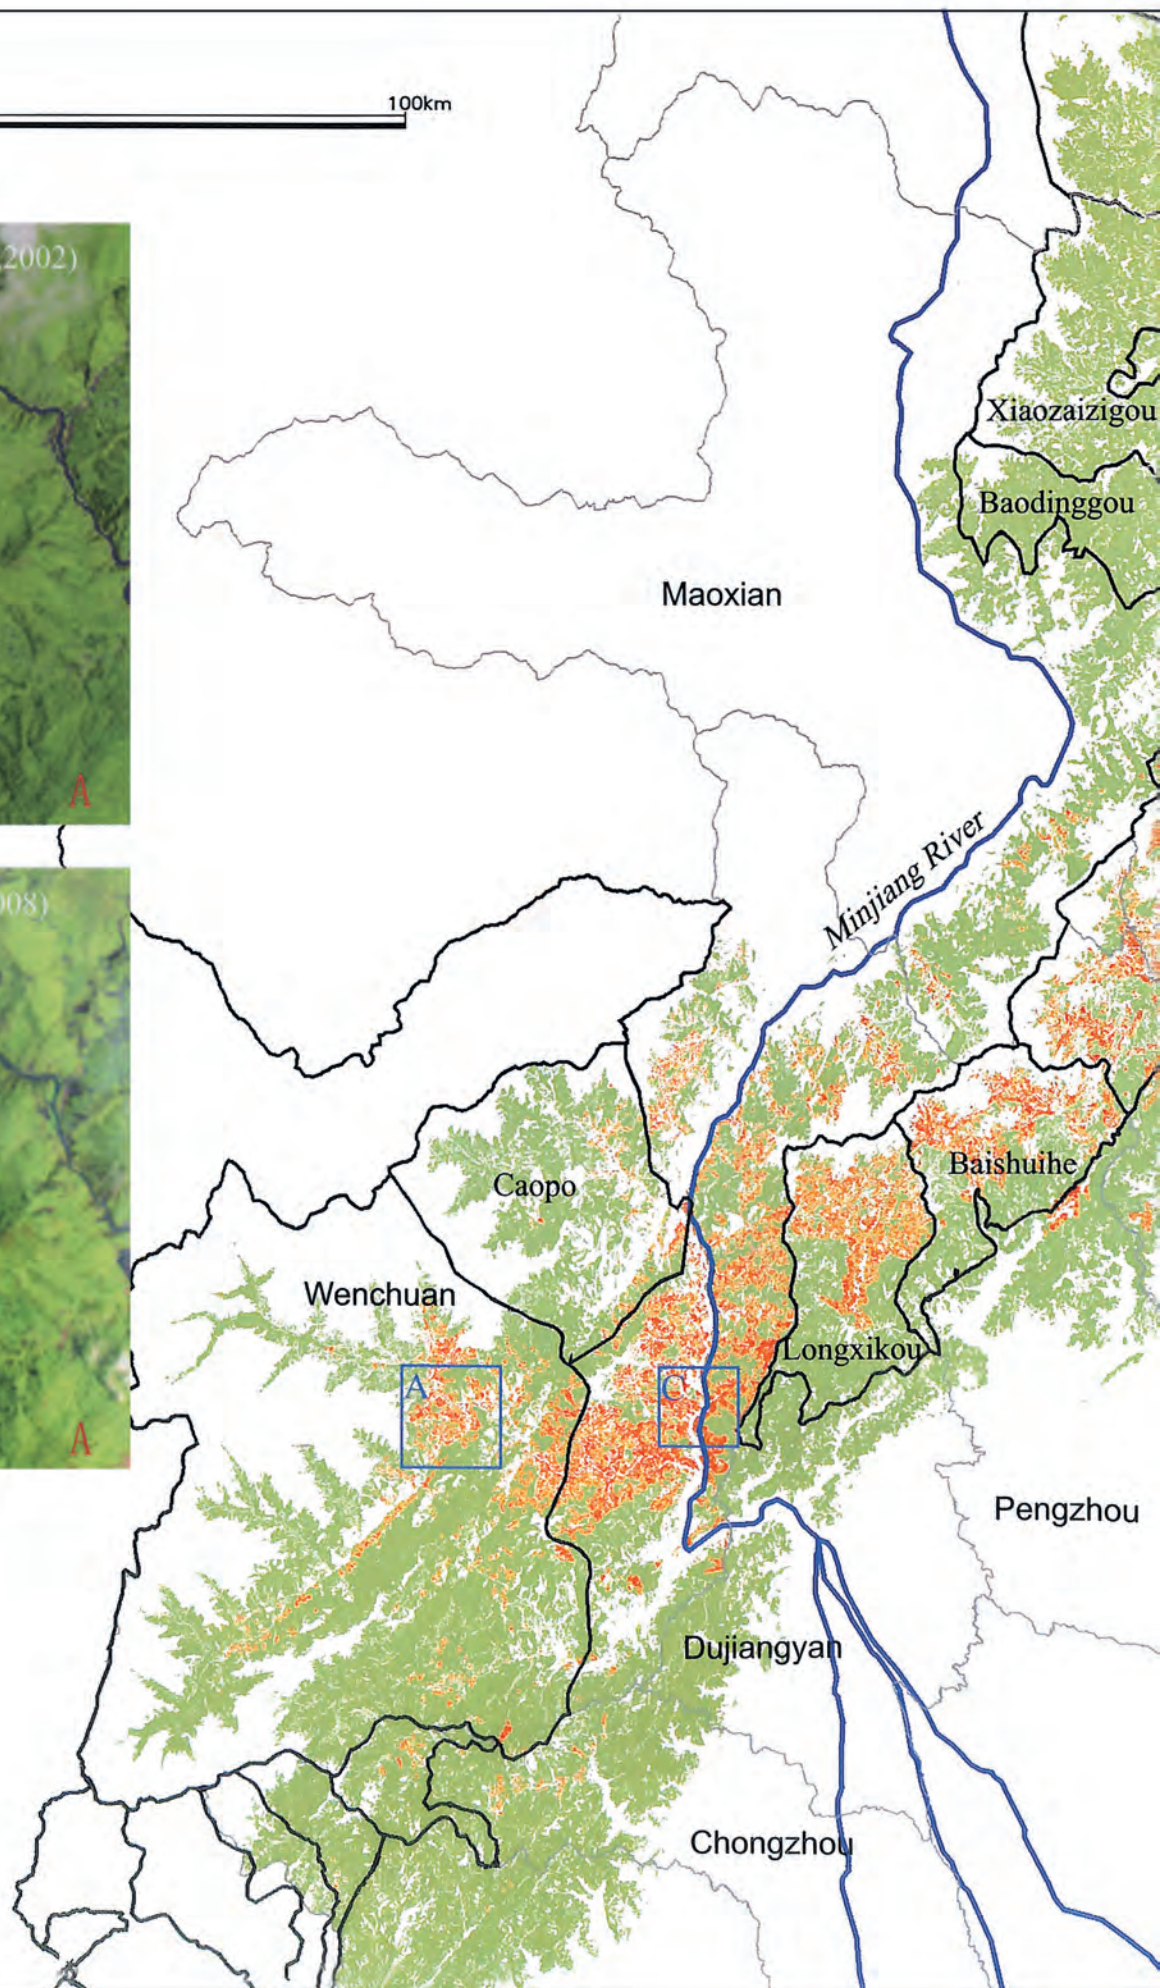 100km
2002)
Xiaozaizigou
Baodinggou
Maoxian
A
Minjiang River
008)
Baishuihe
Caopo
Wenchuan
Longxikou
A
C
A
Pengzhou
Dujiangyan
Chongzhou